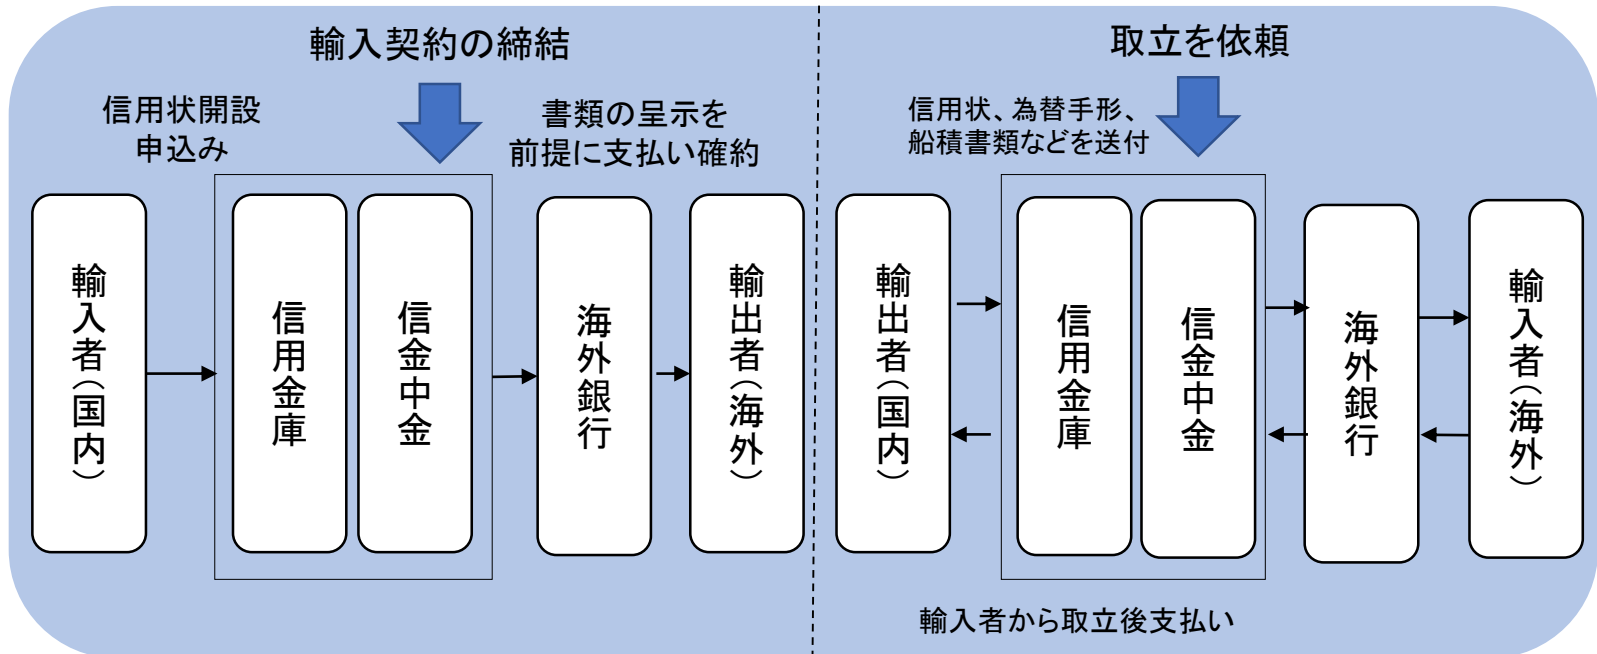 輸入契約の締結
信用状開設
申込み
書類の呈示を
前提に支払い確約
輸入者(国内)
信用金庫
信金中金
海外銀行
輸出者(海外)
取立を依頼
信用状、為替手形、
船積書類などを送付
輸出者(国内)
信用金庫
信金中金
海外銀行
輸入者(海外)
輸入者から取立後支払い